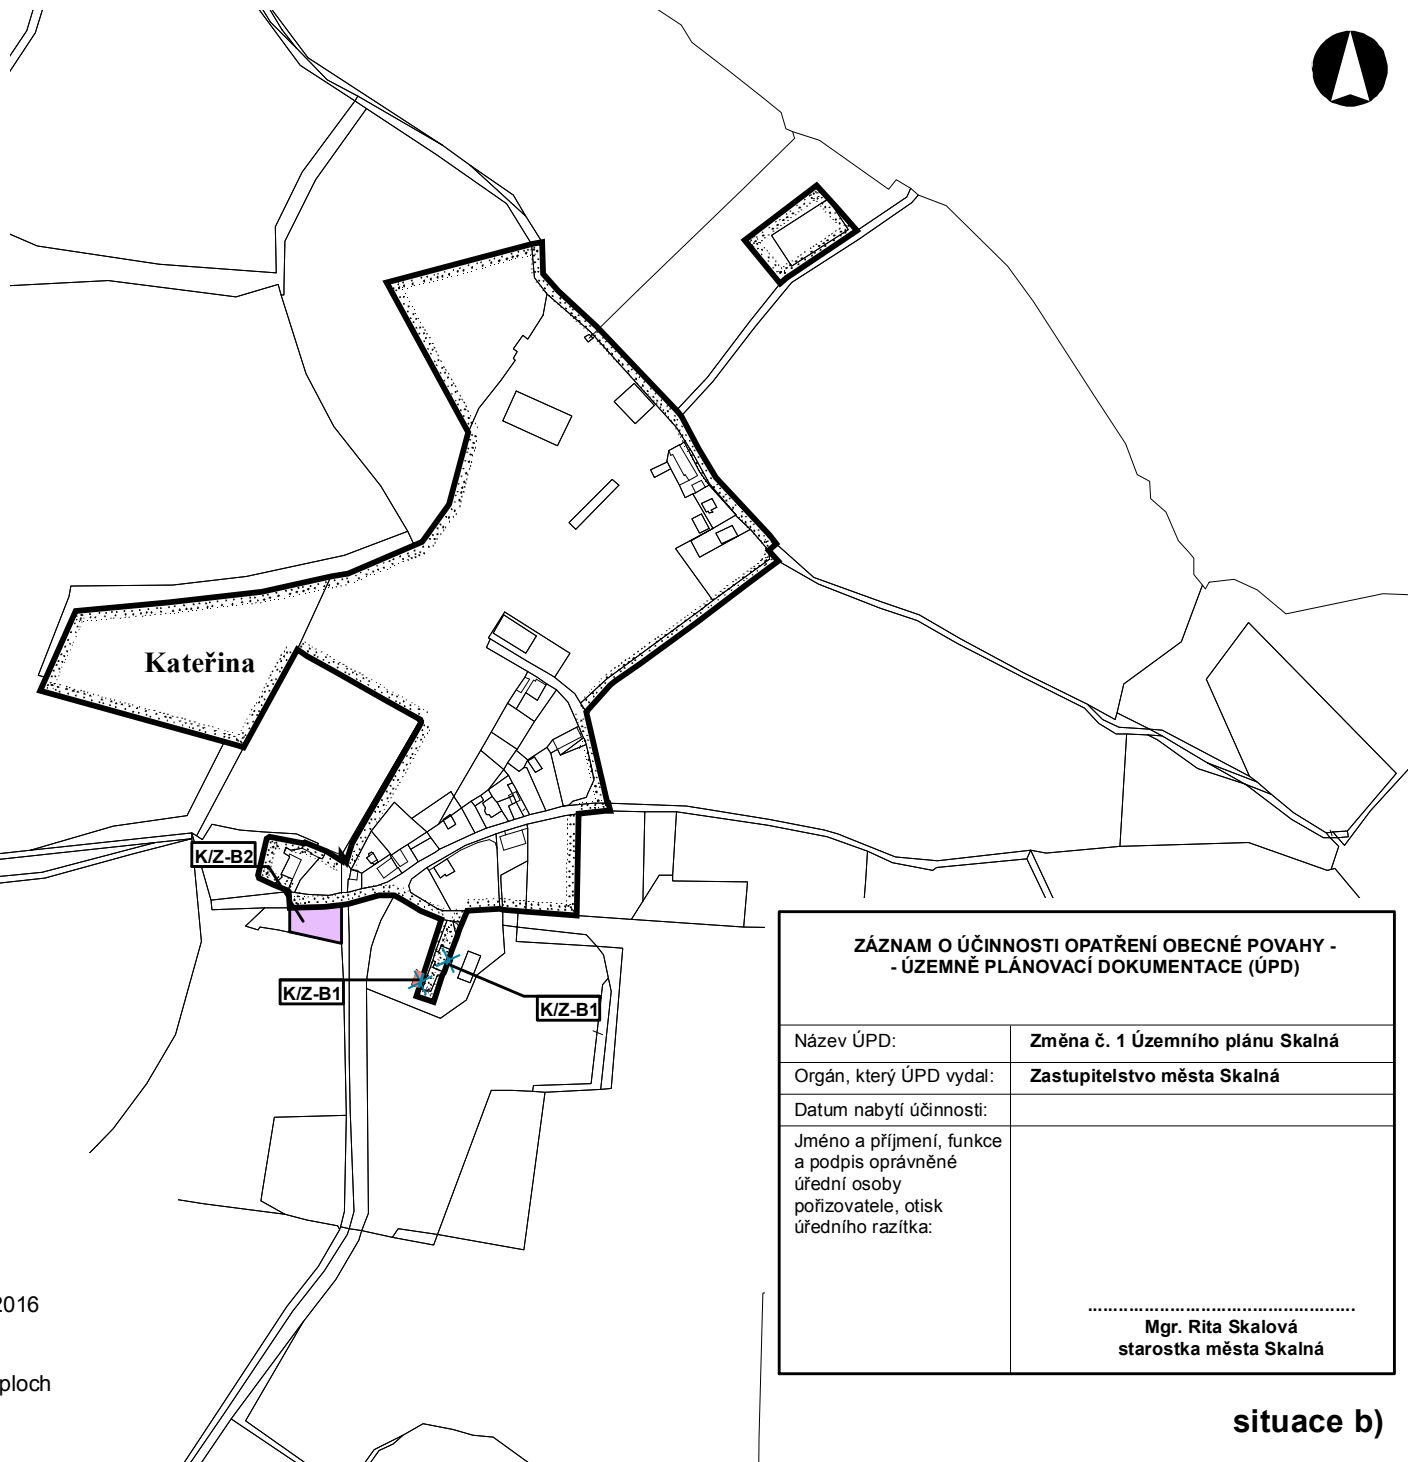 Kateřina
K/Z-B2
K/Z-B1
K/Z-B1
ZÁZNAM O ÚČINNOSTI OPATŘENÍ OBECNÉ POVAHY -
- ÚZEMNĚ PLÁNOVACÍ DOKUMENTACE (ÚPD)
Název ÚPD: Změna č. 1 Územního plánu Skalná
Orgán, který ÚPD vydal: Zastupitelstvo města Skalná
Datum nabytí účinnosti:
Jméno a příjmení, funkce
a podpis oprávněné
úřední osoby
pořizovatele, otisk
úředního razítka:
Mgr. Rita Skalová
starostka města Skalná
2016
ploch
situace b)